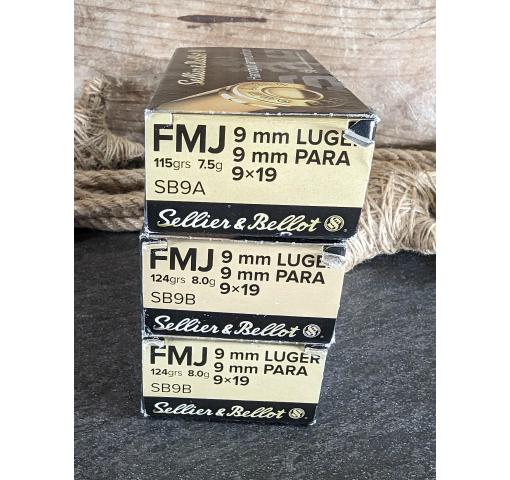 Sellier & Bellot
FMJ 9 mm LUGER
115grs 7.5g 9 mm PARA
9×19
SB9A
Sellier & Bellot S&B
FMJ 9 mm LUGER
124grs 8.0g 9 mm PARA
9×19
SB9B
Sellier & Bellot
FMJ 9 mm LUGER
124grs 8.0g 9 mm PARA
9×19
SB9B
Sellier & Bellot